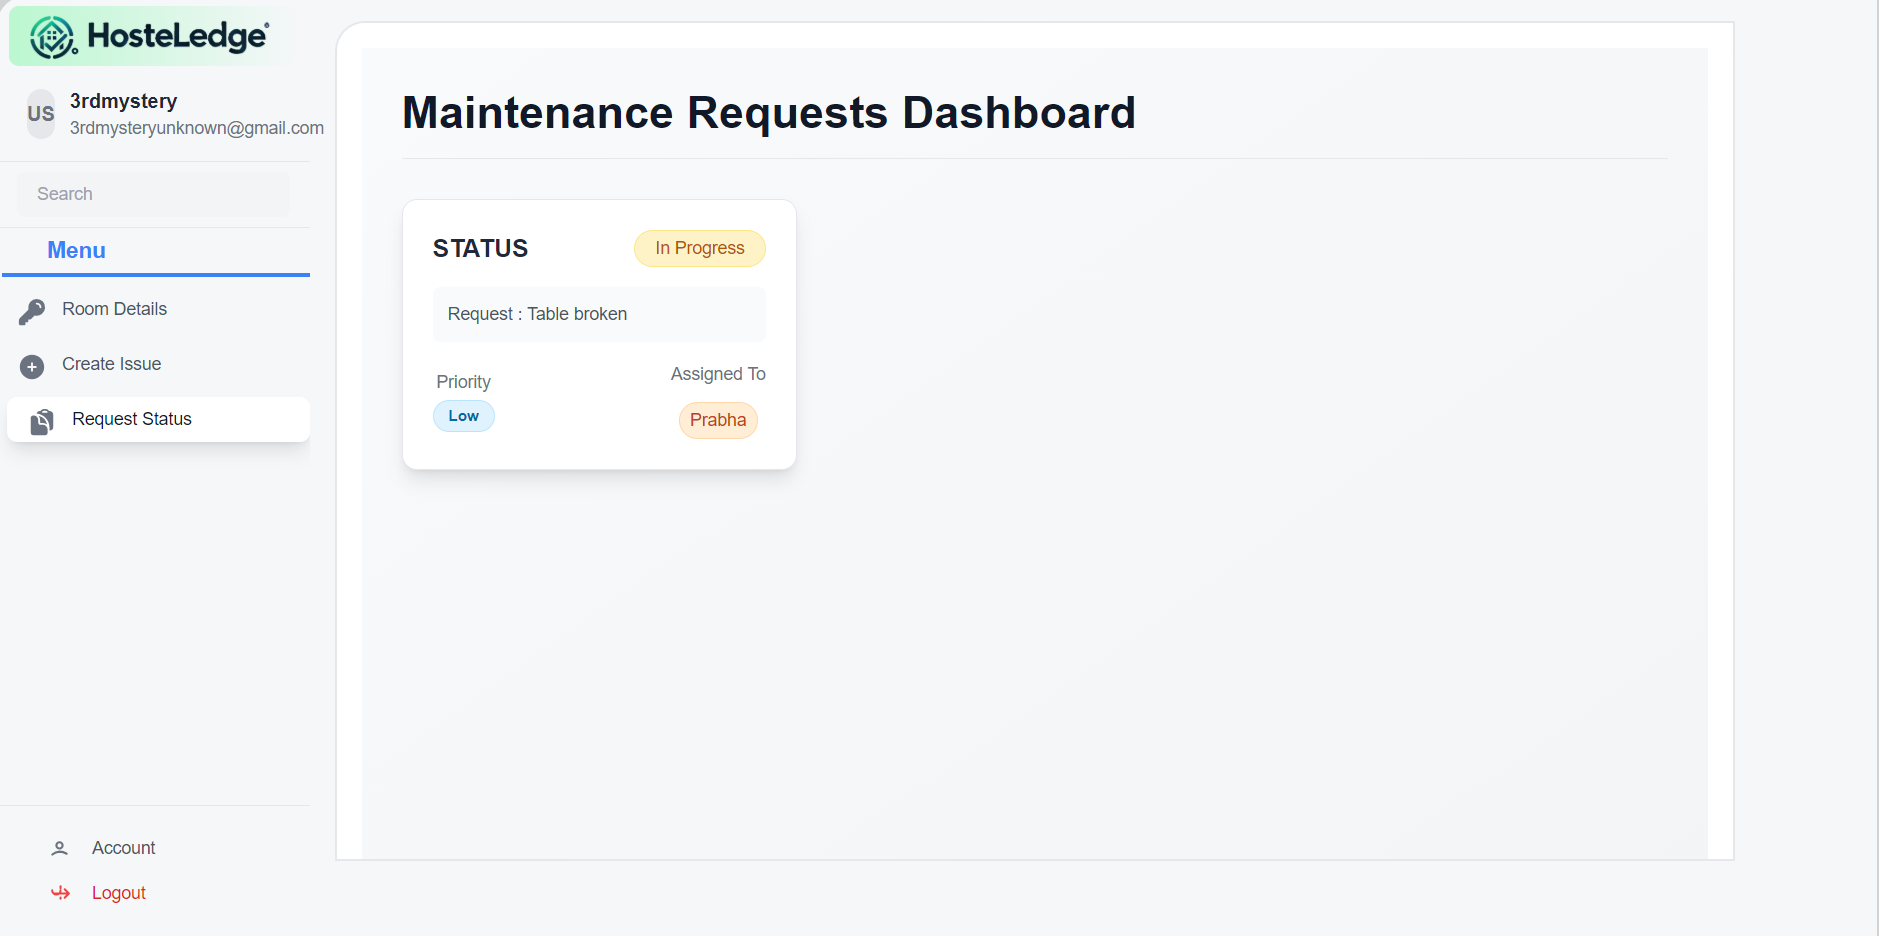 HosteLedge
US
3rdmystery
3rdmysteryunknown@gmail.com
Search
Menu
Room Details
Create Issue
Request Status
Account
Logout
Maintenance Requests Dashboard
STATUS
In Progress
Request : Table broken
Priority
Assigned To
Low
Prabha